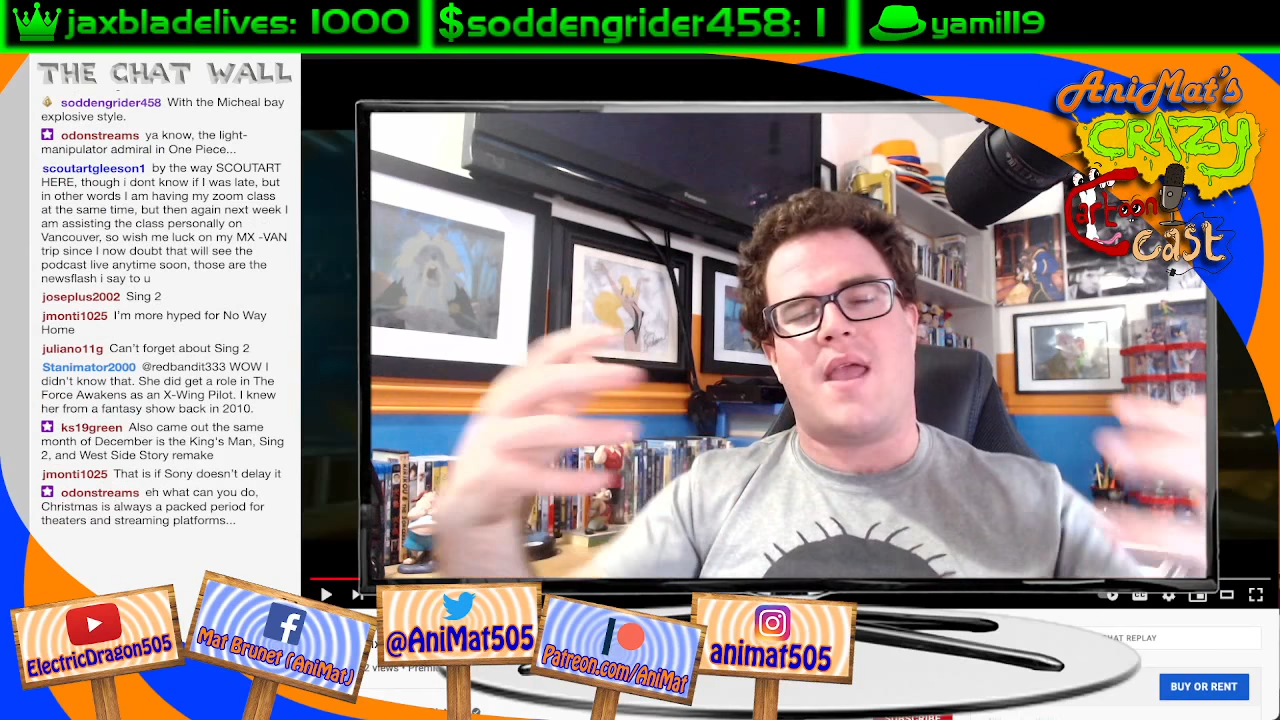 jaxbladelives: 1000
$soddengrider458: 1
yamill9
THE CHAT WALL
soddengrider458 With the Micheal bay
explosive style.
odonstreams ya know, the light-
manipulator admiral in One Piece...
scoutartgleeson1 by the way SCOUTART
HERE, though i dont know if I was late, but
in other words I am having my zoom class
at the same time, but then again next week I
am assisting the class personally on
Vancouver, so wish me luck on my MX -VAN
trip since I now doubt that will see the
podcast live anytime soon, those are the
newsflash i say to u
joseplus2002 Sing 2
jmonti1025 I'm more hyped for No Way
Home
juliano11g Can't forget about Sing 2
Stanimator2000 @redbandit333 WOW I
didn't know that. She did get a role in The
Force Awakens as an X-Wing Pilot. I knew
her from a fantasy show back in 2010.
ks19green Also came out the same
month of December is the King's Man, Sing
2, and West Side Story remake
jmonti1025 That is if Sony doesn't delay it
odonstreams eh what can you do,
Christmas is always a packed period for
theaters and streaming platforms...
AniMat's
CRAZY
Cartoon
Cast
ElectricDragon505
Mat Brunet (AniMat)
@AniMat505
Patreon.com/AniMat
animat505
CHAT REPLAY
2 views •
BUY OR RENT
SUBSCRIBE